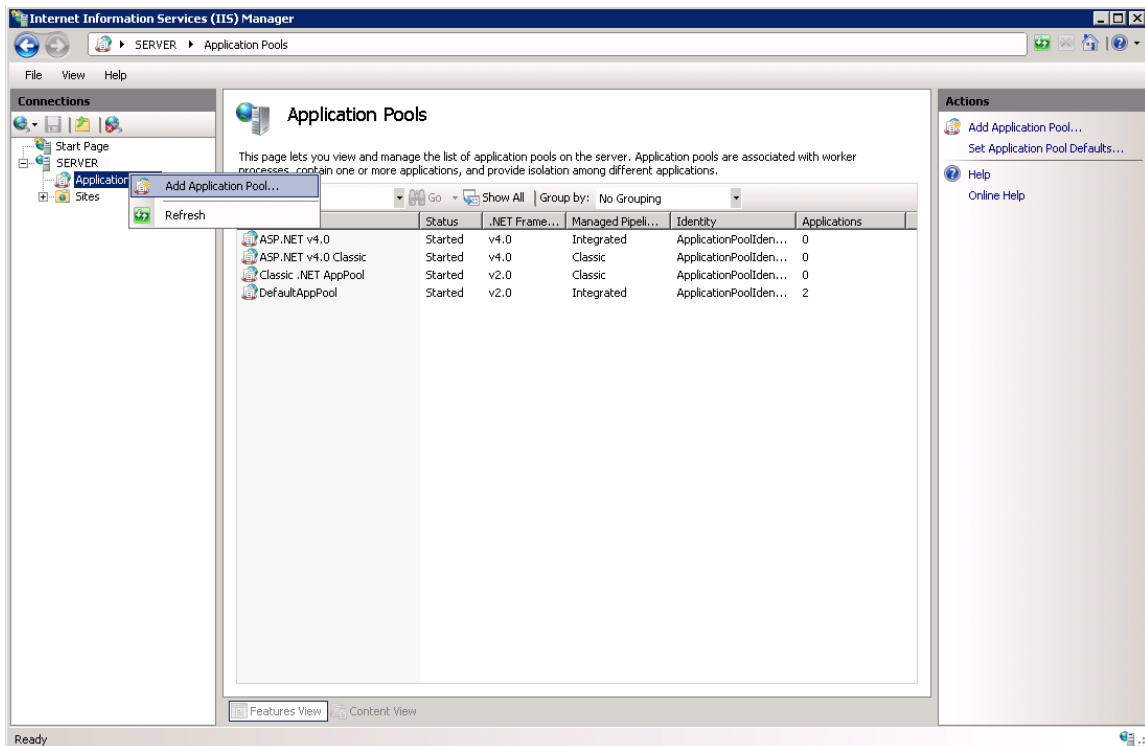 Internet Information Services (IIS) Manager
SERVER Application Pools
File View Help
Connections
Start Page
SERVER
Application
Sites
Add Application Pool...
Refresh
Application Pools
This page lets you view and manage the list of application pools on the server. Application pools are associated with worker
processes, contain one or more applications, and provide isolation among different applications.
Go Show All Group by: No Grouping
Status .NET Frame... Managed Pipeli... Identity Applications
ASP.NET v4.0 Started v4.0 Integrated ApplicationPoolIden... 0
ASP.NET v4.0 Classic Started v4.0 Classic ApplicationPoolIden... 0
Classic .NET AppPool Started v2.0 Classic ApplicationPoolIden... 0
DefaultAppPool Started v2.0 Integrated ApplicationPoolIden... 2
Features View Content View
Actions
Add Application Pool...
Set Application Pool Defaults...
Help
Online Help
Ready